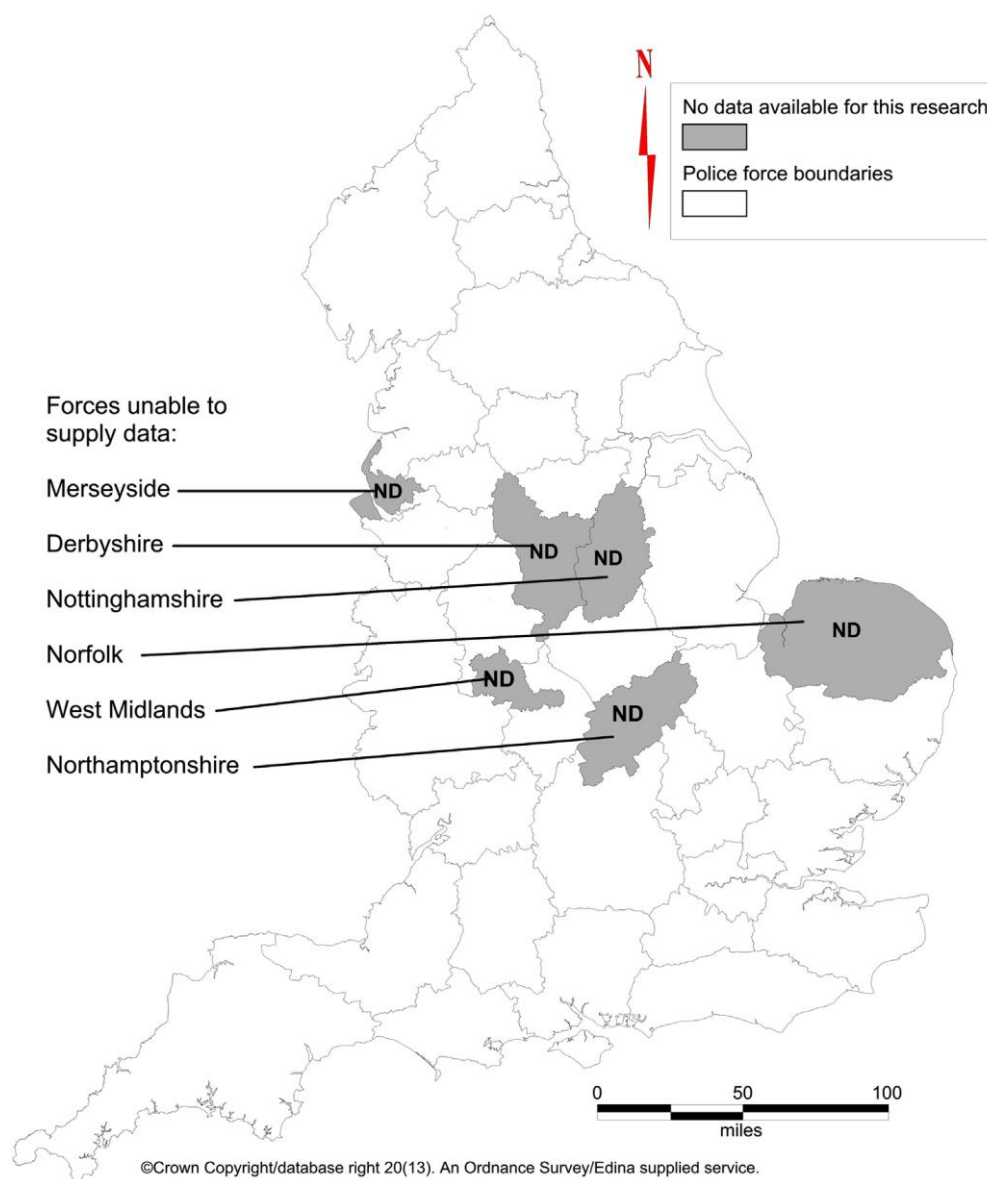 N
No data available for this research
Police force boundaries
Forces unable to
supply data:
Merseyside
Derbyshire
Nottinghamshire
Norfolk
West Midlands
Northamptonshire
ND
ND
ND
ND
ND
ND
0
50
100
miles
©Crown Copyright/database right 20(13). An Ordnance Survey/Edina supplied service.